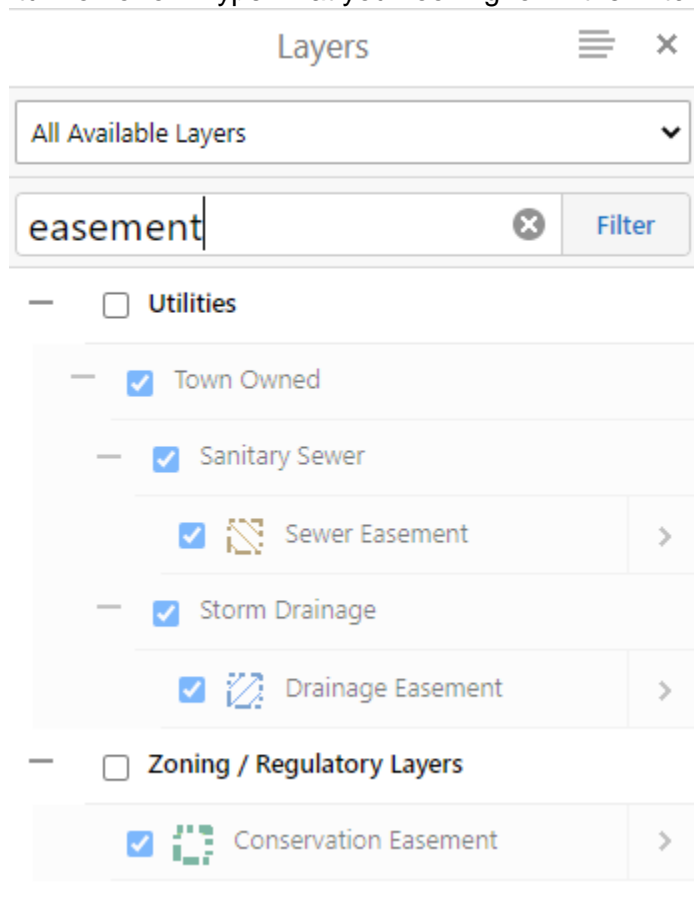 Layers
All Available Layers
easement
Filter
Utilities
Town Owned
Sanitary Sewer
Sewer Easement
Storm Drainage
Drainage Easement
Zoning / Regulatory Layers
Conservation Easement